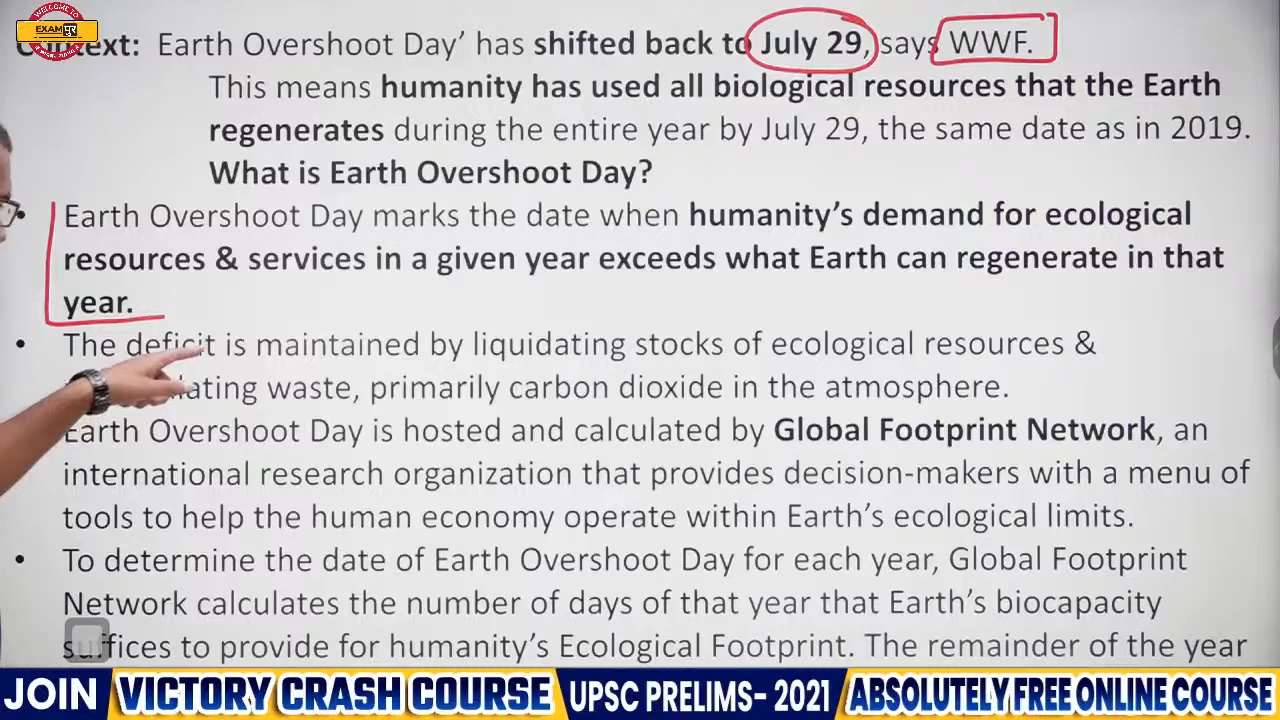 WELCOME TO
EXAMपुर
Context: Earth Overshoot Day’ has shifted back to July 29, says WWF.
This means humanity has used all biological resources that the Earth
regenerates during the entire year by July 29, the same date as in 2019.
What is Earth Overshoot Day?
• Earth Overshoot Day marks the date when humanity’s demand for ecological
resources & services in a given year exceeds what Earth can regenerate in that
year.
• The deficit is maintained by liquidating stocks of ecological resources &
waste, primarily carbon dioxide in the atmosphere.
Earth Overshoot Day is hosted and calculated by Global Footprint Network, an
international research organization that provides decision-makers with a menu of
tools to help the human economy operate within Earth’s ecological limits.
• To determine the date of Earth Overshoot Day for each year, Global Footprint
Network calculates the number of days of that year that Earth’s biocapacity
suffices to provide for humanity’s Ecological Footprint. The remainder of the year
JOIN VICTORY CRASH COURSE UPSC PRELIMS- 2021 ABSOLUTELY FREE ONLINE COURSE